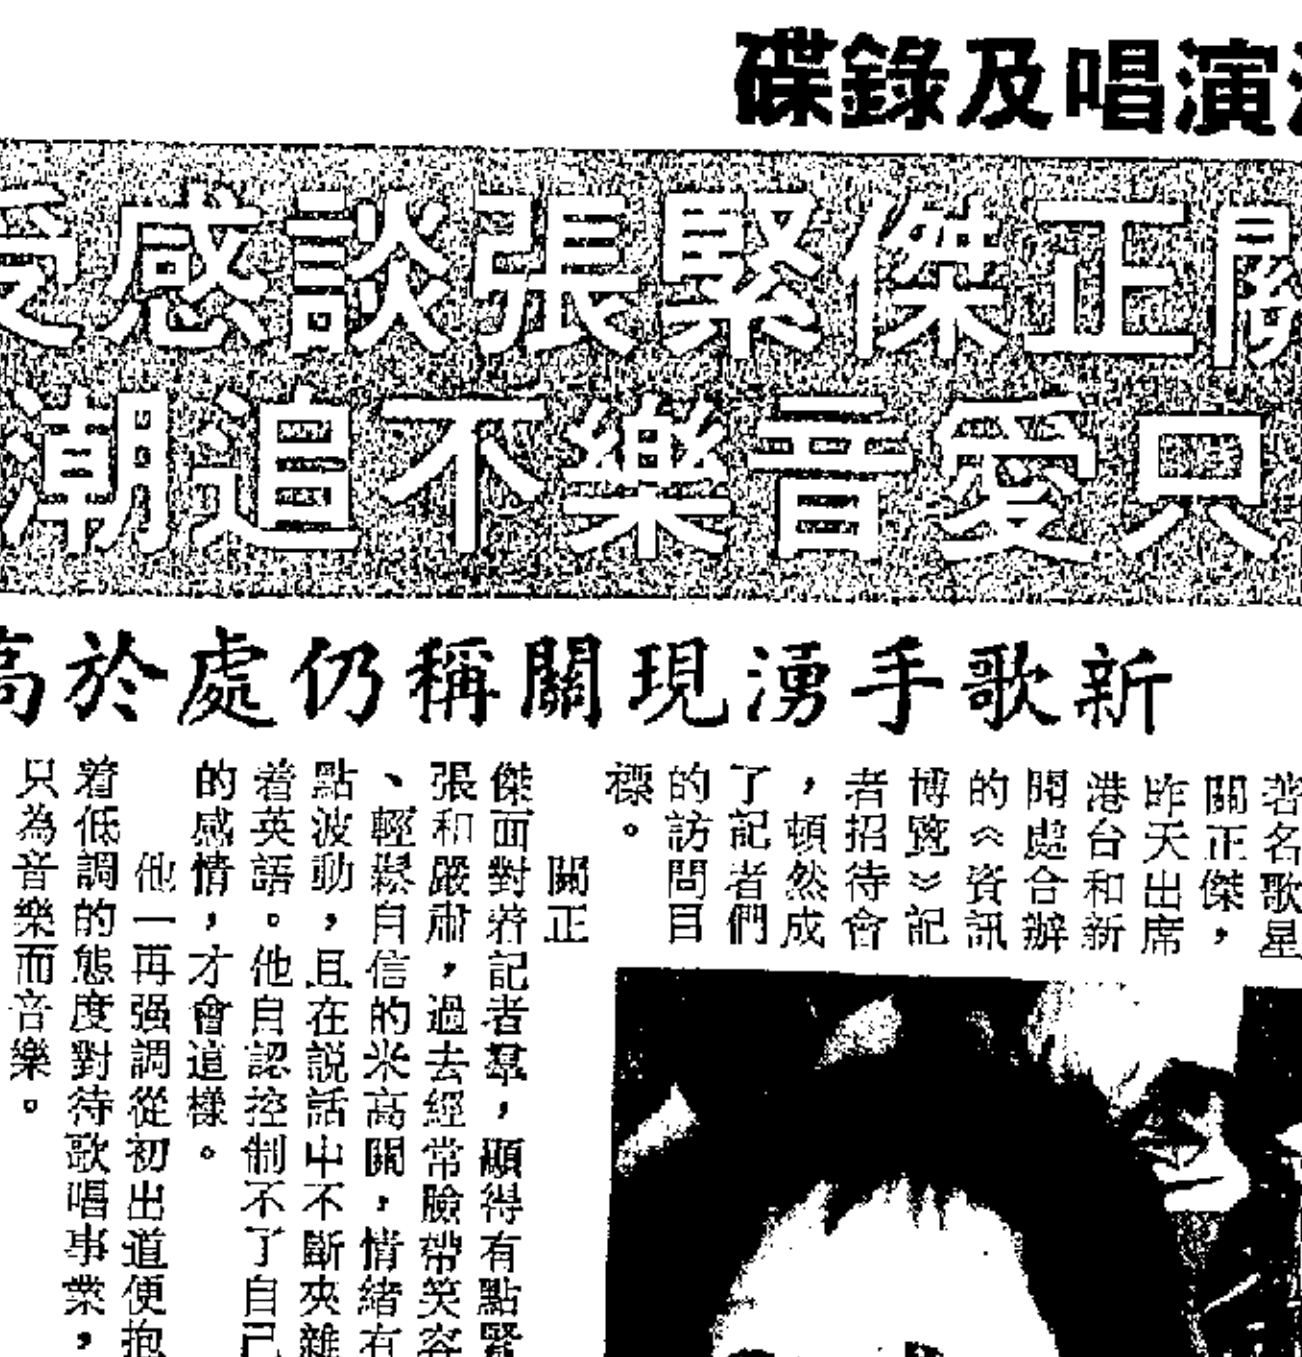 演唱及錄碟
關正傑緊張談感受
只愛音樂不追潮
新歌手湧現關稱仍處於高
著名歌星
關正傑，
昨天出席
港台和新
聞處合辦
的《資訊
博覽》記
者招待會
，頓然成
了記者們
的訪問目
標。
關正
傑面對着記者羣，顯得有點緊
張和嚴肅，過去經常臉帶笑容
、輕鬆自信的米高關，情緒有
點波動，且在説話中不斷夾雜
着英語。他自認控制不了自己
的感情，才會這樣。
他一再强調從初出道便抱
着低調的態度對待歌唱事業，
只為音樂而音樂。